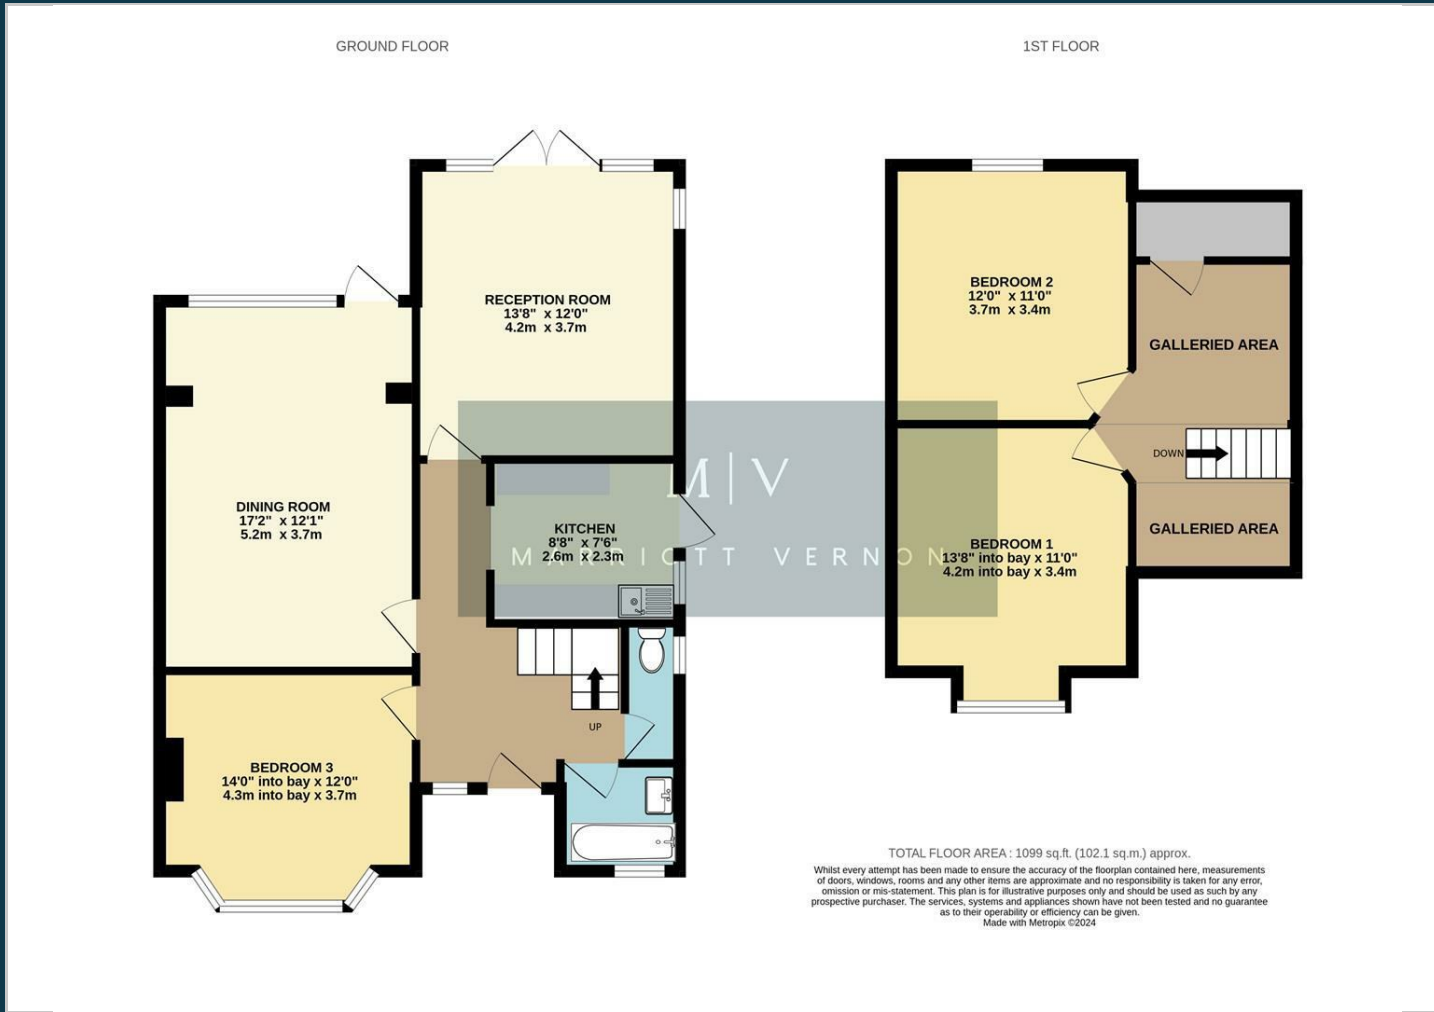 GROUND FLOOR
1ST FLOOR
RECEPTION ROOM
13'8" x 12'0"
4.2m x 3.7m
DINING ROOM
17'2" x 12'1"
5.2m x 3.7m
KITCHEN
8'8" x 7'6"
2.6m x 2.3m
UP
BEDROOM 3
14'0" into bay x 12'0"
4.3m into bay x 3.7m
BEDROOM 2
12'0" x 11'0"
3.7m x 3.4m
GALLERIED AREA
DOWN
GALLERIED AREA
BEDROOM 1
13'8" into bay x 11'0"
4.2m into bay x 3.4m
M|V
MARRIOTT VERNON
TOTAL FLOOR AREA : 1099 sq.ft. (102.1 sq.m.) approx.
Whilst every attempt has been made to ensure the accuracy of the floorplan contained here, measurements
of doors, windows, rooms and any other items are approximate and no responsibility is taken for any error,
omission or mis-statement. This plan is for illustrative purposes only and should be used as such by any
prospective purchaser. The services, systems and appliances shown have not been tested and no guarantee
as to their operability or efficiency can be given.
Made with Metropix ©2024